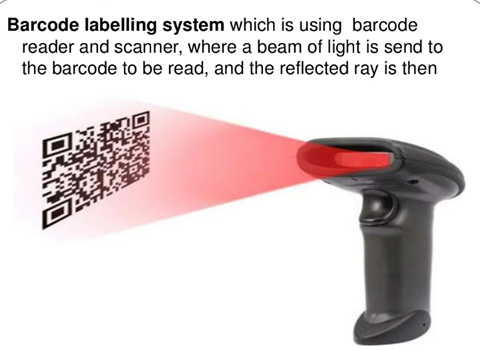 Barcode labelling system which is using  barcode
reader and scanner, where a beam of light is send to
the barcode to be read, and the reflected ray is then